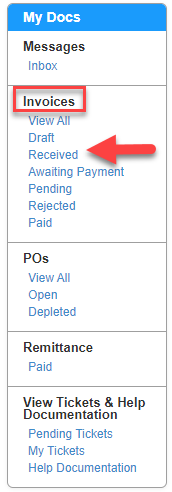 My Docs
Messages
Inbox
Invoices
View All
Draft
Received
Awaiting Payment
Pending
Rejected
Paid
POs
View All
Open
Depleted
Remittance
Paid
View Tickets & Help
Documentation
Pending Tickets
My Tickets
Help Documentation